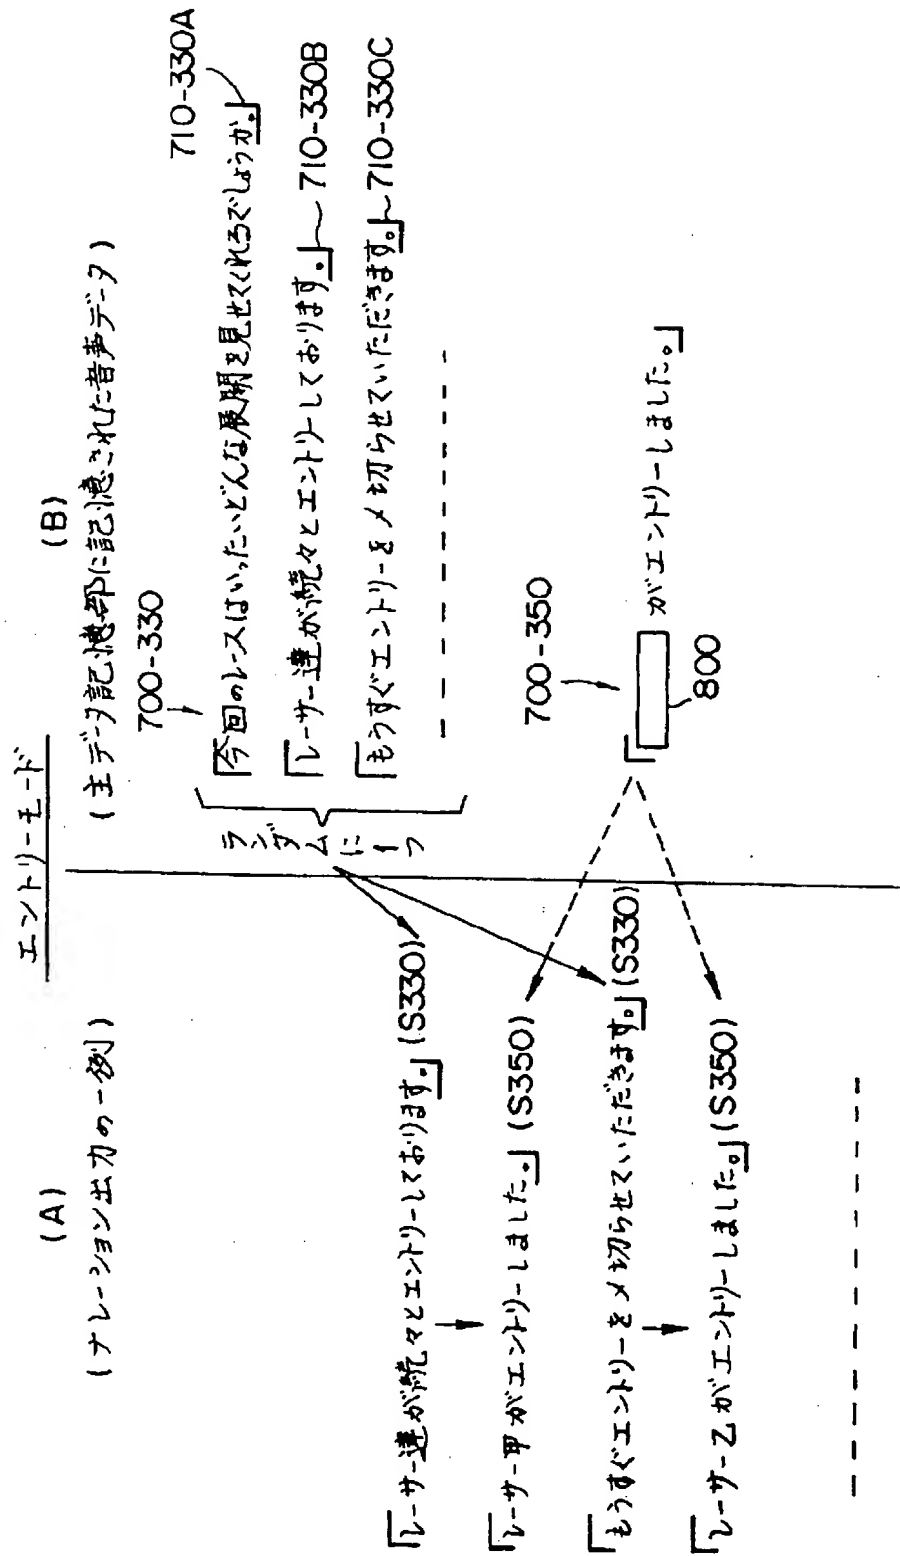 エントリーモード
(A)
(ナレーション出力の一例)
「レーサー達が続々とエントリーしております。」(S330)
「レーサー甲がエントリーしました。」(S350)
「もうすぐエントリーを〆切らせていただきます。」(S330)
「レーサー乙がエントリーしました。」(S350)
(B)
(主データ記憶部に記憶された音声データ)
700-330
ランダムに1つ
「今回のレースはいったいどんな展開を見せてくれるでしょうか。」
710-330A
「レーサー達が続々とエントリーしております。」~710-330B
「もうすぐエントリーを〆切らせていただきます。」~710-330C
700-350
「 がエントリーしました。」
800